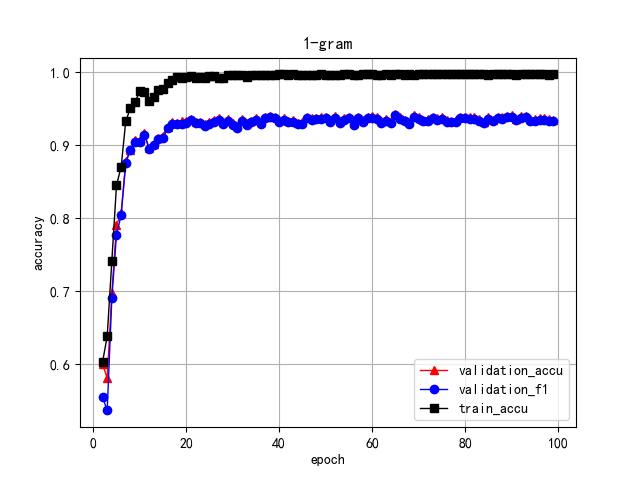 1-gram
accuracy
1.0
0.9
0.8
0.7
0.6
0
20
40
60
80
100
epoch
validation_accu
validation_f1
train_accu